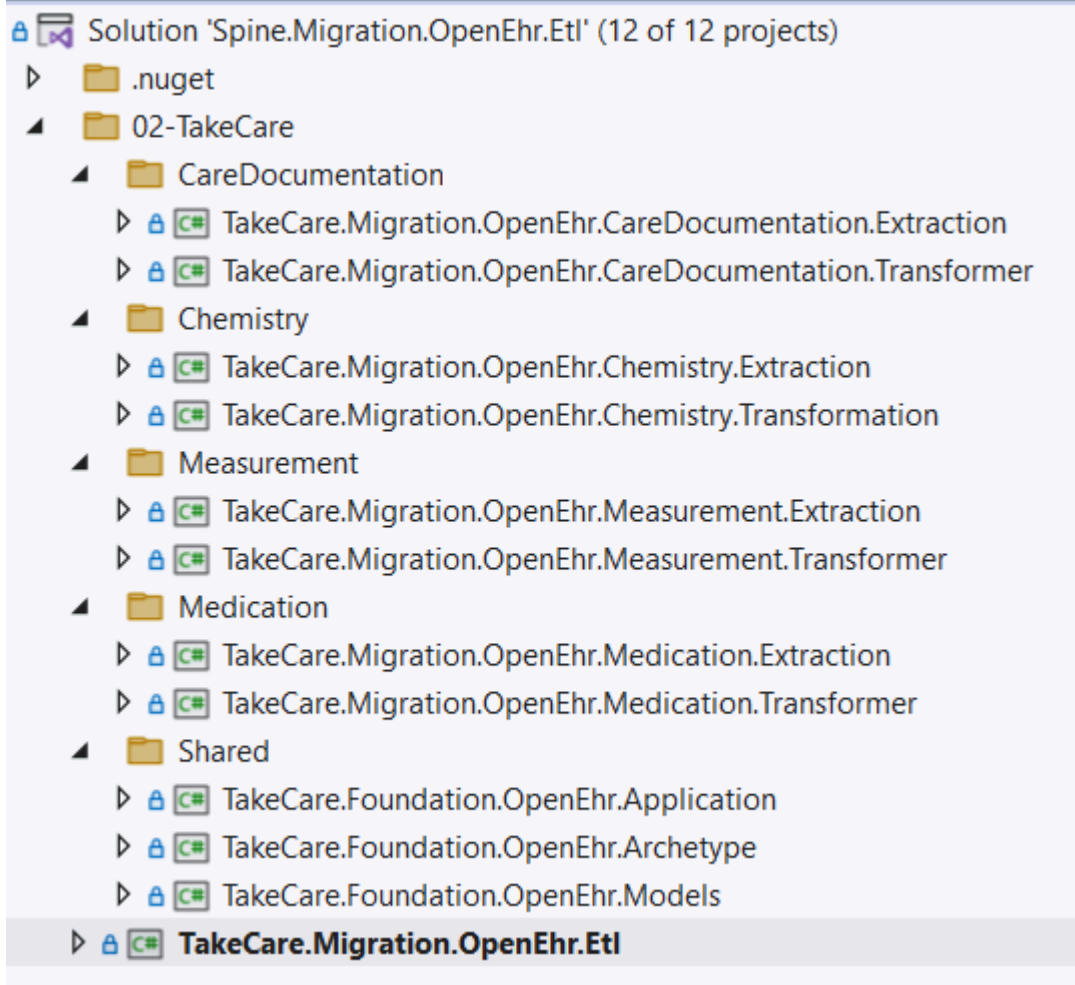 Solution 'Spine.Migration.OpenEhr.Etl' (12 of 12 projects)
.nuget
02-TakeCare
CareDocumentation
C# TakeCare.Migration.OpenEhr.CareDocumentation.Extraction
C# TakeCare.Migration.OpenEhr.CareDocumentation.Transformer
Chemistry
C# TakeCare.Migration.OpenEhr.Chemistry.Extraction
C# TakeCare.Migration.OpenEhr.Chemistry.Transformation
Measurement
C# TakeCare.Migration.OpenEhr.Measurement.Extraction
C# TakeCare.Migration.OpenEhr.Measurement.Transformer
Medication
C# TakeCare.Migration.OpenEhr.Medication.Extraction
C# TakeCare.Migration.OpenEhr.Medication.Transformer
Shared
C# TakeCare.Foundation.OpenEhr.Application
C# TakeCare.Foundation.OpenEhr.Archetype
C# TakeCare.Foundation.OpenEhr.Models
C# TakeCare.Migration.OpenEhr.Etl